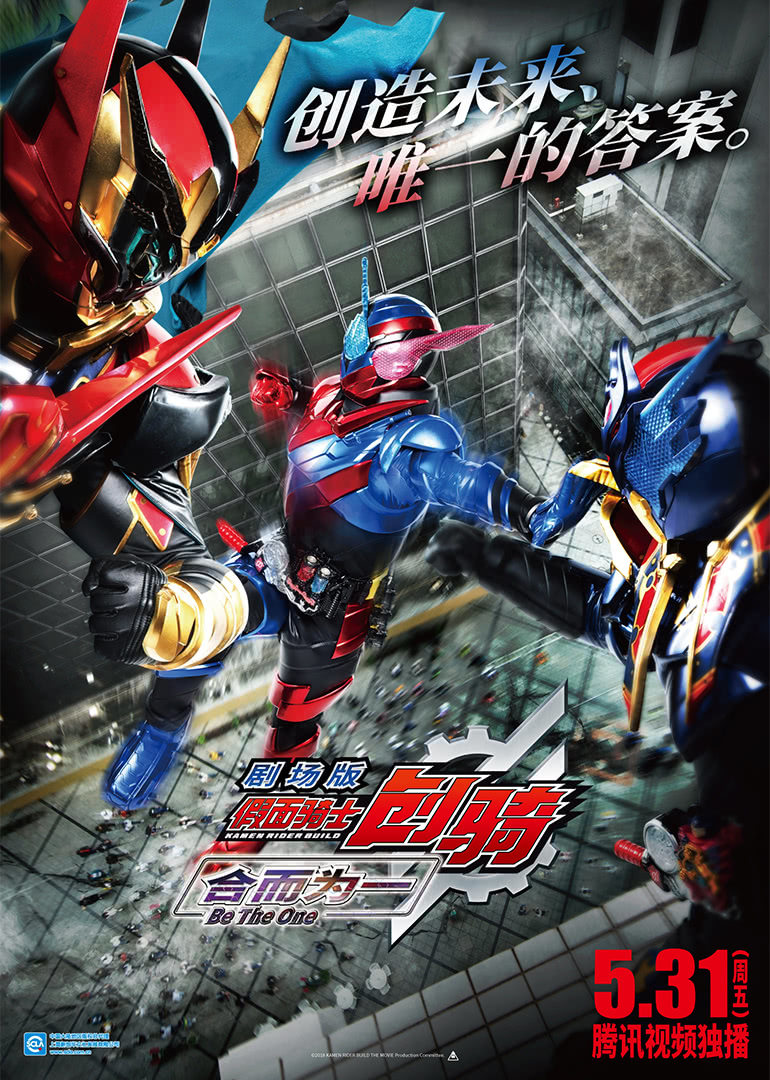 创造未来、
唯一的答案。
剧场版
假面骑士
KAMEN RIDER BUILD
创骑
合而为一
Be The One
5.31
(周五)
腾讯视频独播
SCLA
©2018 KAMEN RIDER BUILD THE MOVIE Production Committee.